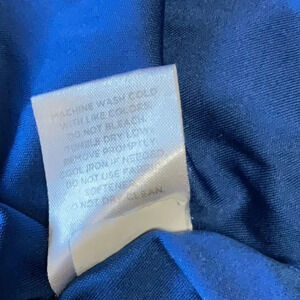 MACHINE WASH COLD
WITH LIKE COLORS.
DO NOT BLEACH.
TUMBLE DRY LOW.
REMOVE PROMPTLY.
COOL IRON, IF NEEDED.
DO NOT USE FABRIC
SOFTENER.
DO NOT DRY CLEAN.